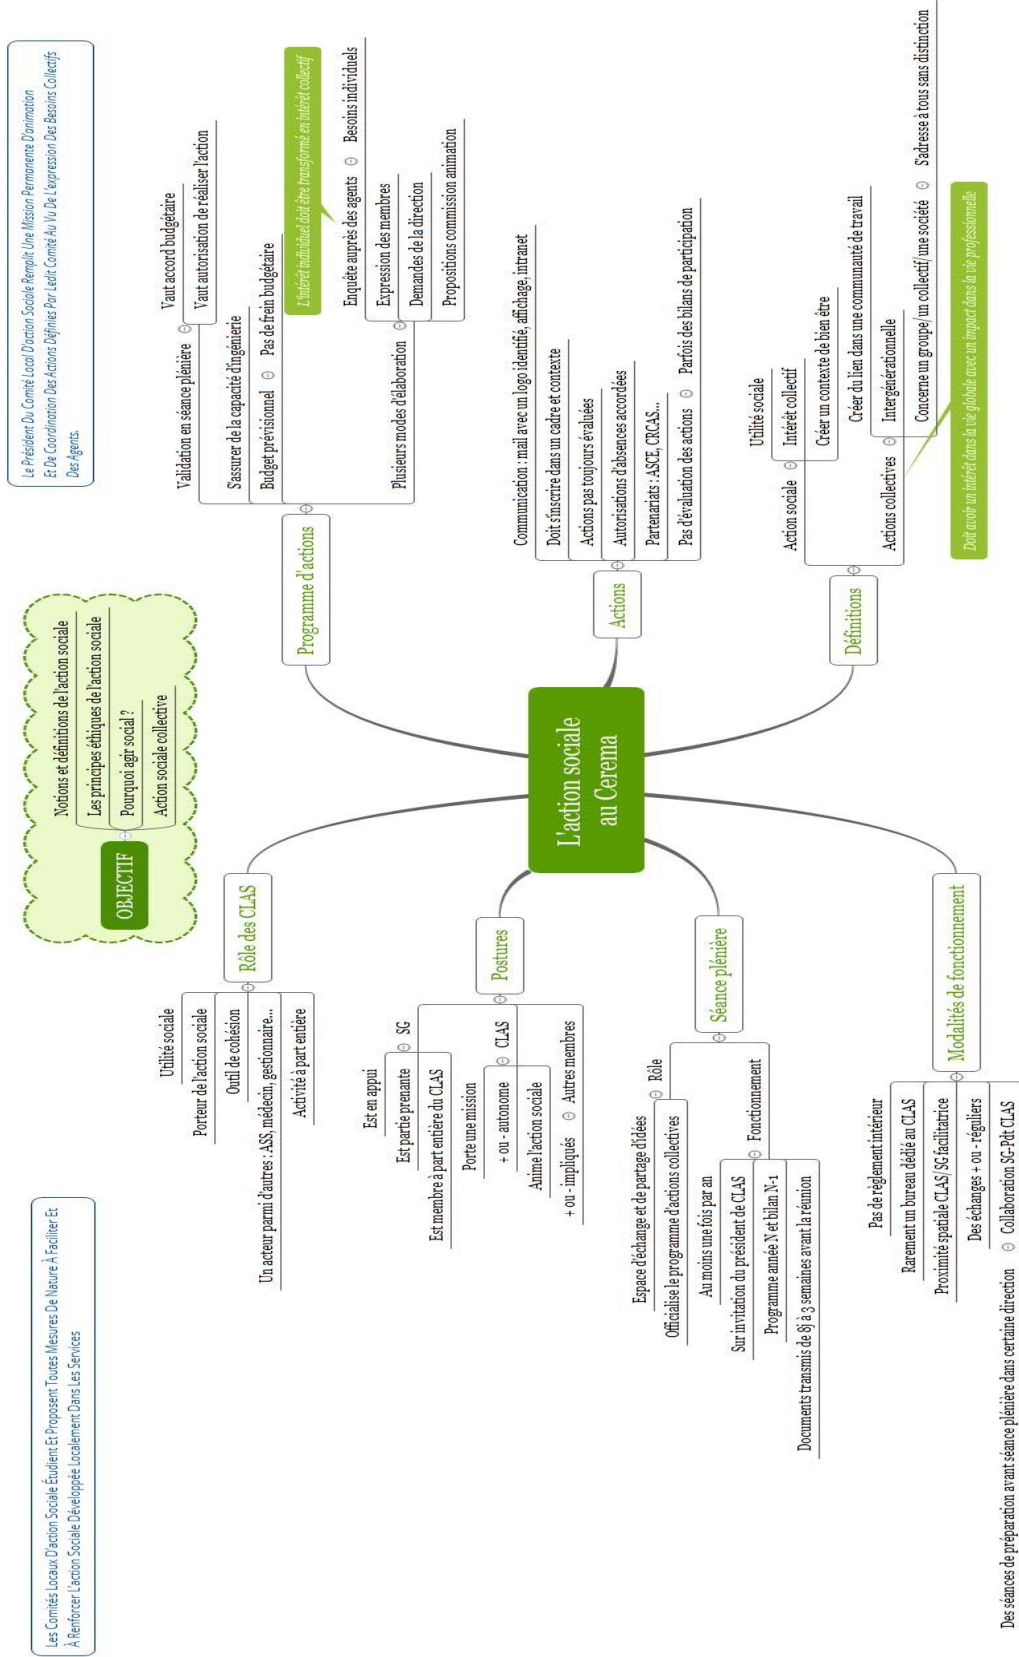 Les Comités Locaux D'action Sociale Étudient Et Proposent Toutes Mesures De Nature À Faciliter Et
À Renforcer L'action Sociale Développée Localement Dans Les Services
OBJECTIF
Notions et définitions de l'action sociale
Les principes éthiques de l'action sociale
Pourquoi agir social ?
Action sociale collective
Le Président Du Comité Local D'action Sociale Remplit Une Mission Permanente D'animation
Et De Coordination Des Actions Définies Par Ledit Comité Au Vu De L'expression Des Besoins Collectifs
Des Agents.
L'action sociale
au Cerema
Rôle des CLAS
Utilité sociale
Porteur de l'action sociale
Outil de cohésion
Un acteur parmi d'autres : ASS, médecin, gestionnaire...
Activité à part entière
Postures
SG
Est en appui
Est partie prenante
Est membre à part entière du CLAS
CLAS
Porte une mission
+ ou - autonome
Anime l'action sociale
Autres membres
+ ou - impliqués
Séance plénière
Rôle
Espace d'échange et de partage d'idées
Officialise le programme d'actions collectives
Fonctionnement
Au moins une fois par an
Sur invitation du président de CLAS
Programme année N et bilan N-1
Documents transmis de 8j à 3 semaines avant la réunion
Modalités de fonctionnement
Pas de règlement intérieur
Rarement un bureau dédié au CLAS
Proximité spatiale CLAS/ SG facilitatrice
Des échanges + ou - réguliers
Collaboration SG-Pdt CLAS
Des séances de préparation avant séance plénière dans certaine direction
Programme d'actions
Validation en séance plénière
Vaut accord budgétaire
Vaut autorisation de réaliser l'action
S'assurer de la capacité d'ingénierie
Budget prévisionnel
Pas de frein budgétaire
Plusieurs modes d'élaboration
Enquête auprès des agents
Besoins individuels
Expression des membres
Demandes de la direction
Propositions commission animation
L'intérêt individuel doit être transformé en intérêt collectif
Actions
Communication : mail avec un logo identifié, affichage, intranet
Doit s'inscrire dans un cadre et contexte
Actions pas toujours évaluées
Autorisations d'absences accordées
Partenariats : ASCE, CRCAS...
Pas d'évaluation des actions
Parfois des bilans de participation
Définitions
Action sociale
Utilité sociale
Intérêt collectif
Créer un contexte de bien être
Actions collectives
Créer du lien dans une communauté de travail
Intergénérationnelle
Concerne un groupe/ un collectif/ une société
S'adresse à tous sans distinction
Doit avoir un intérêt dans la vie globale avec un impact dans la vie professionnelle